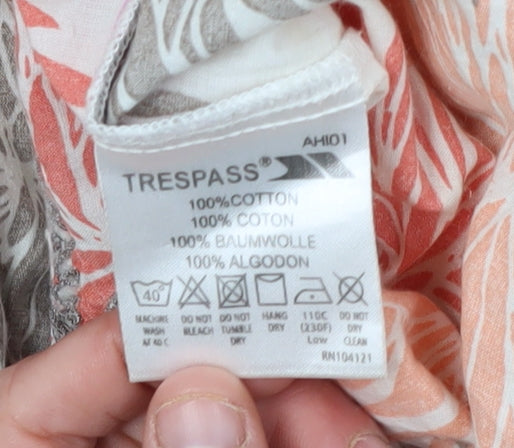 AHI01
TRESPASS®
100%COTTON
100% COTON
100% BAUMWOLLE
100% ALGODON
40°
MACHINE WASH AT 40 C
DO NOT BLEACH
DO NOT TUMBLE DRY
HANG DRY
110C (230F) Low
DO NOT DRY CLEAN
RN104121